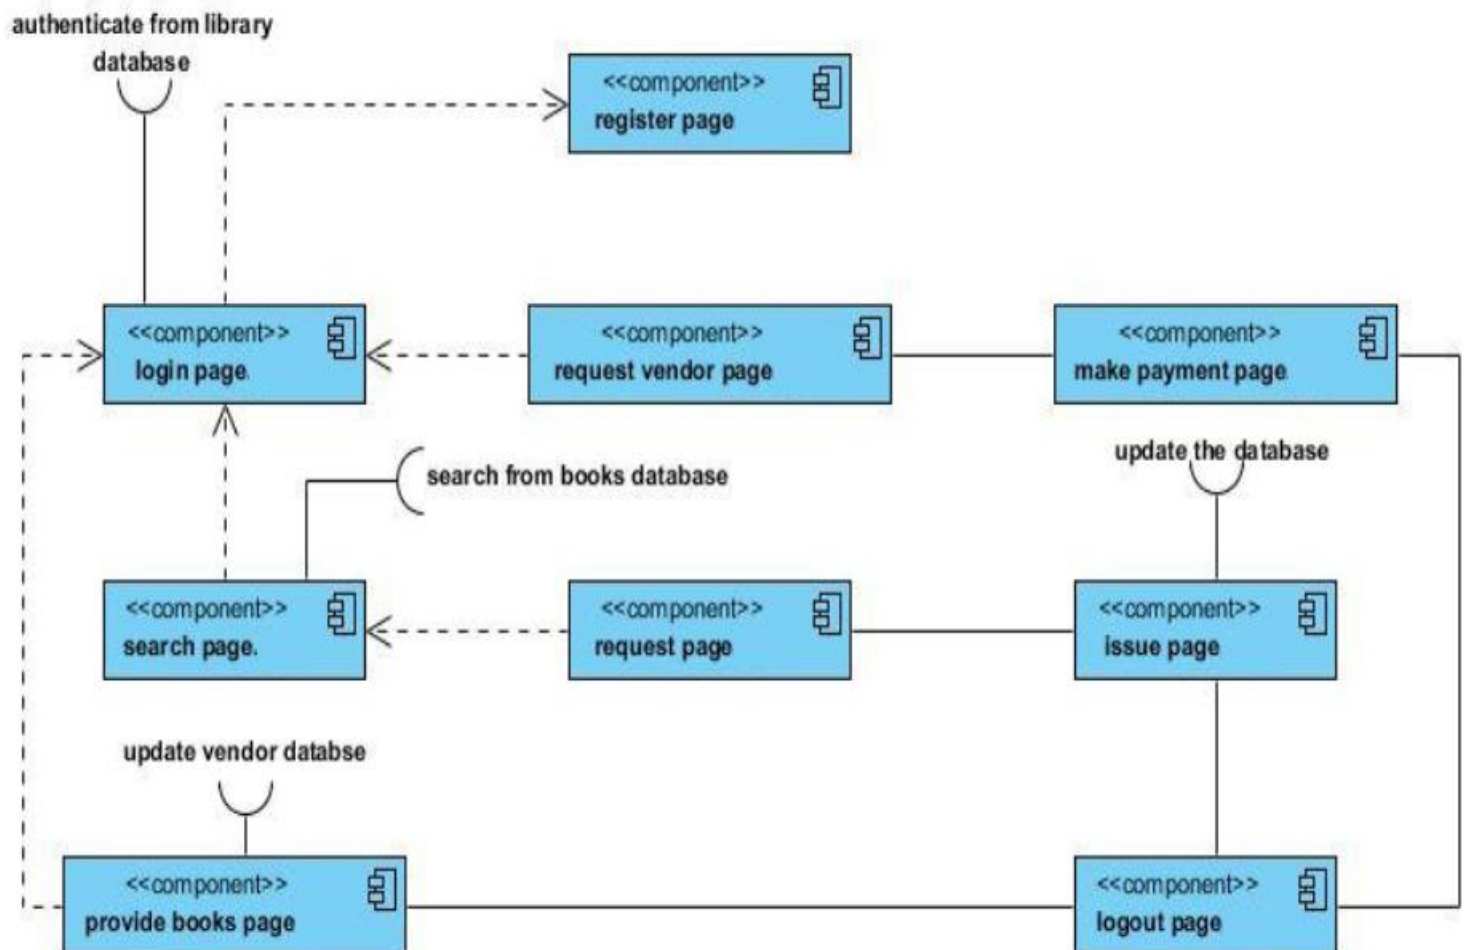 authenticate from library
database
<<component>>
register page
<<component>>
login page.
<<component>>
request vendor page
<<component>>
make payment page
search from books database
update the database
<<component>>
search page.
<<component>>
request page
<<component>>
issue page
update vendor databse
<<component>>
provide books page
<<component>>
logout page